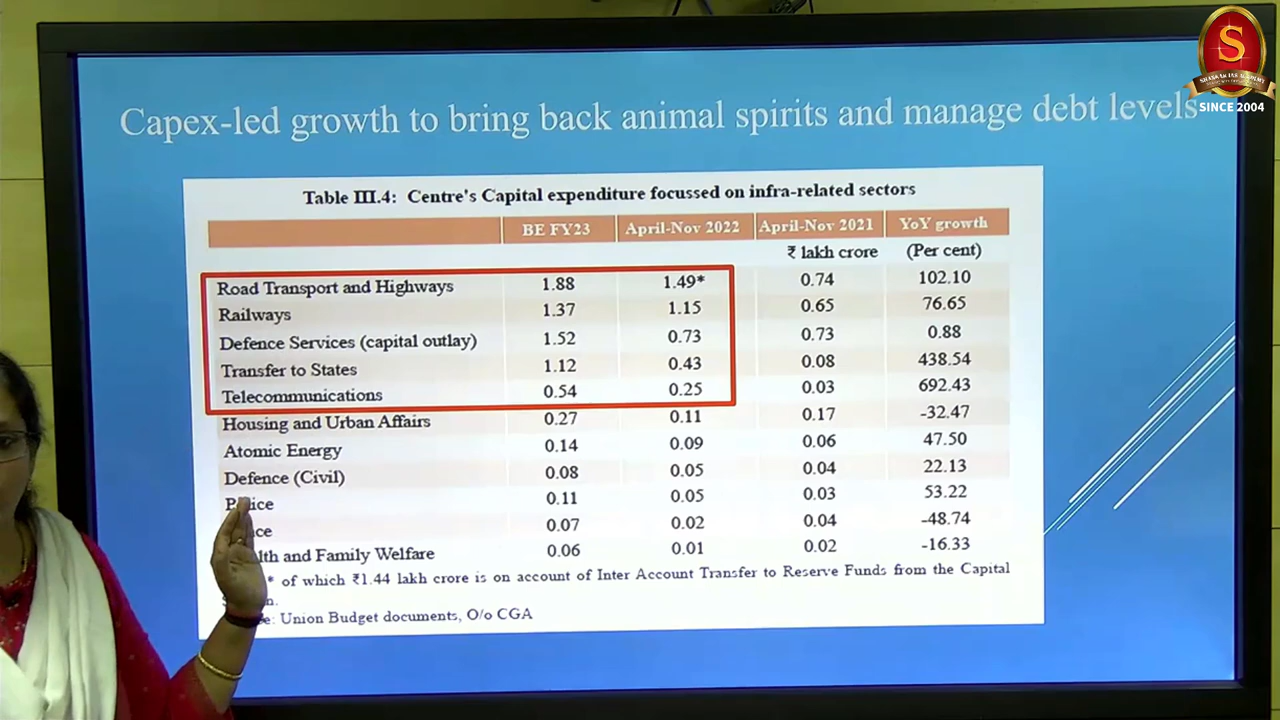 S
SHANKAR IAS ACADEMY
SINCE 2004
Capex-led growth to bring back animal spirits and manage debt levels
Table III.4: Centre's Capital expenditure focussed on infra-related sectors
BE FY23 April-Nov 2022 April-Nov 2021 YoY growth
₹ lakh crore (Per cent)
Road Transport and Highways 1.88 1.49* 0.74 102.10
Railways 1.37 1.15 0.65 76.65
Defence Services (capital outlay) 1.52 0.73 0.73 0.88
Transfer to States 1.12 0.43 0.08 438.54
Telecommunications 0.54 0.25 0.03 692.43
Housing and Urban Affairs 0.27 0.11 0.17 -32.47
Atomic Energy 0.14 0.09 0.06 47.50
Defence (Civil) 0.08 0.05 0.04 22.13
Police 0.11 0.05 0.03 53.22
0.07 0.02 0.04 -48.74
and Family Welfare 0.06 0.01 0.02 -16.33
* of which ₹1.44 lakh crore is on account of Inter Account Transfer to Reserve Funds from the Capital
: Union Budget documents, O/o CGA